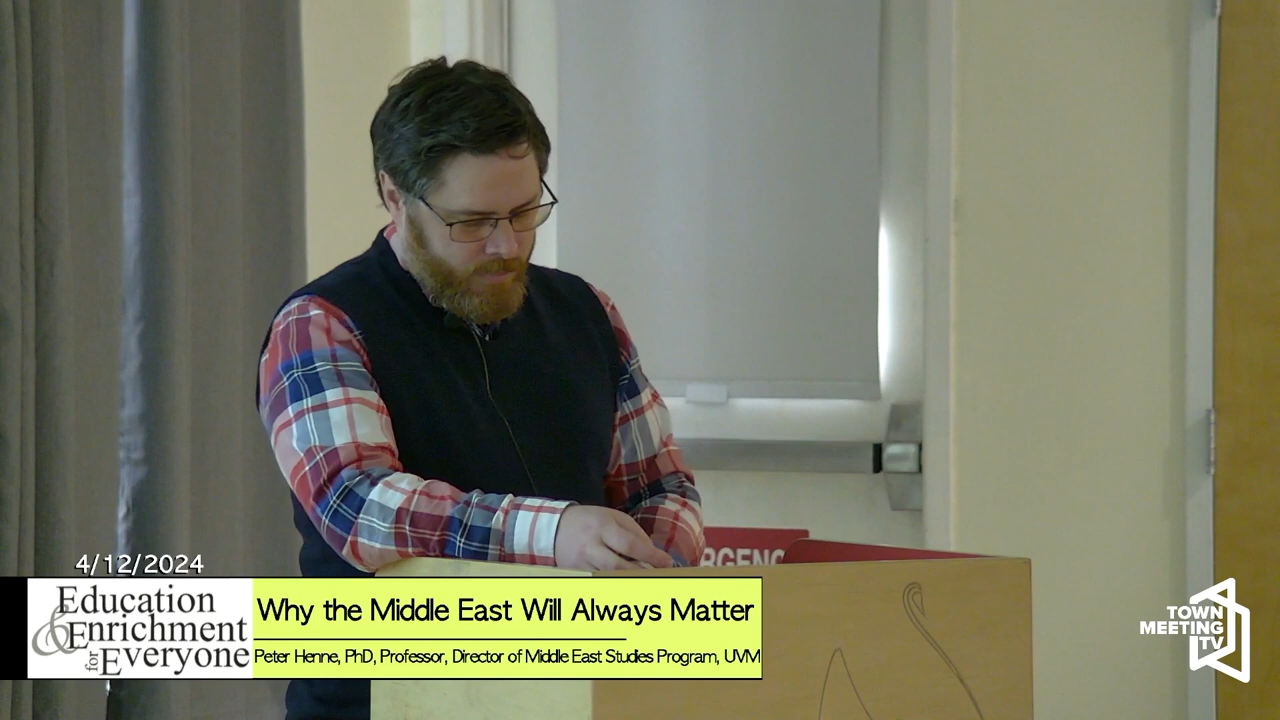 RGENC
4/12/2024
Education
& Enrichment
for Everyone
Why the Middle East Will Always Matter
Peter Henne, PhD, Professor, Director of Middle East Studies Program, UVM
TOWN
MEETING
TV